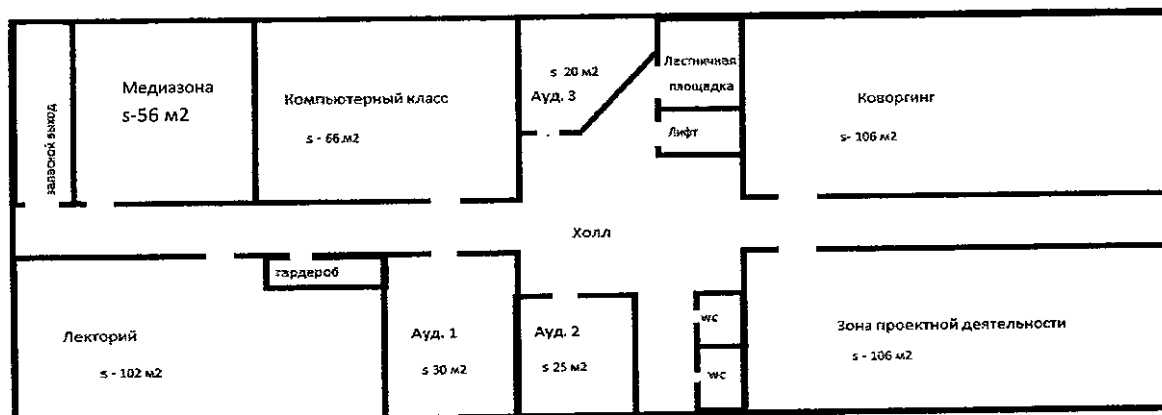 запасной выход
Медиазона
s-56 м2
Компьютерный класс
s - 66 м2
s 20 м2
Ауд. 3
Лестничная
площадка
Лифт
Коворгинг
s- 106 м2
Холл
гардероб
Лекторий
s - 102 м2
Ауд. 1
s 30 м2
Ауд. 2
s 25 м2
wc
wc
Зона проектной деятельности
s - 106 м2